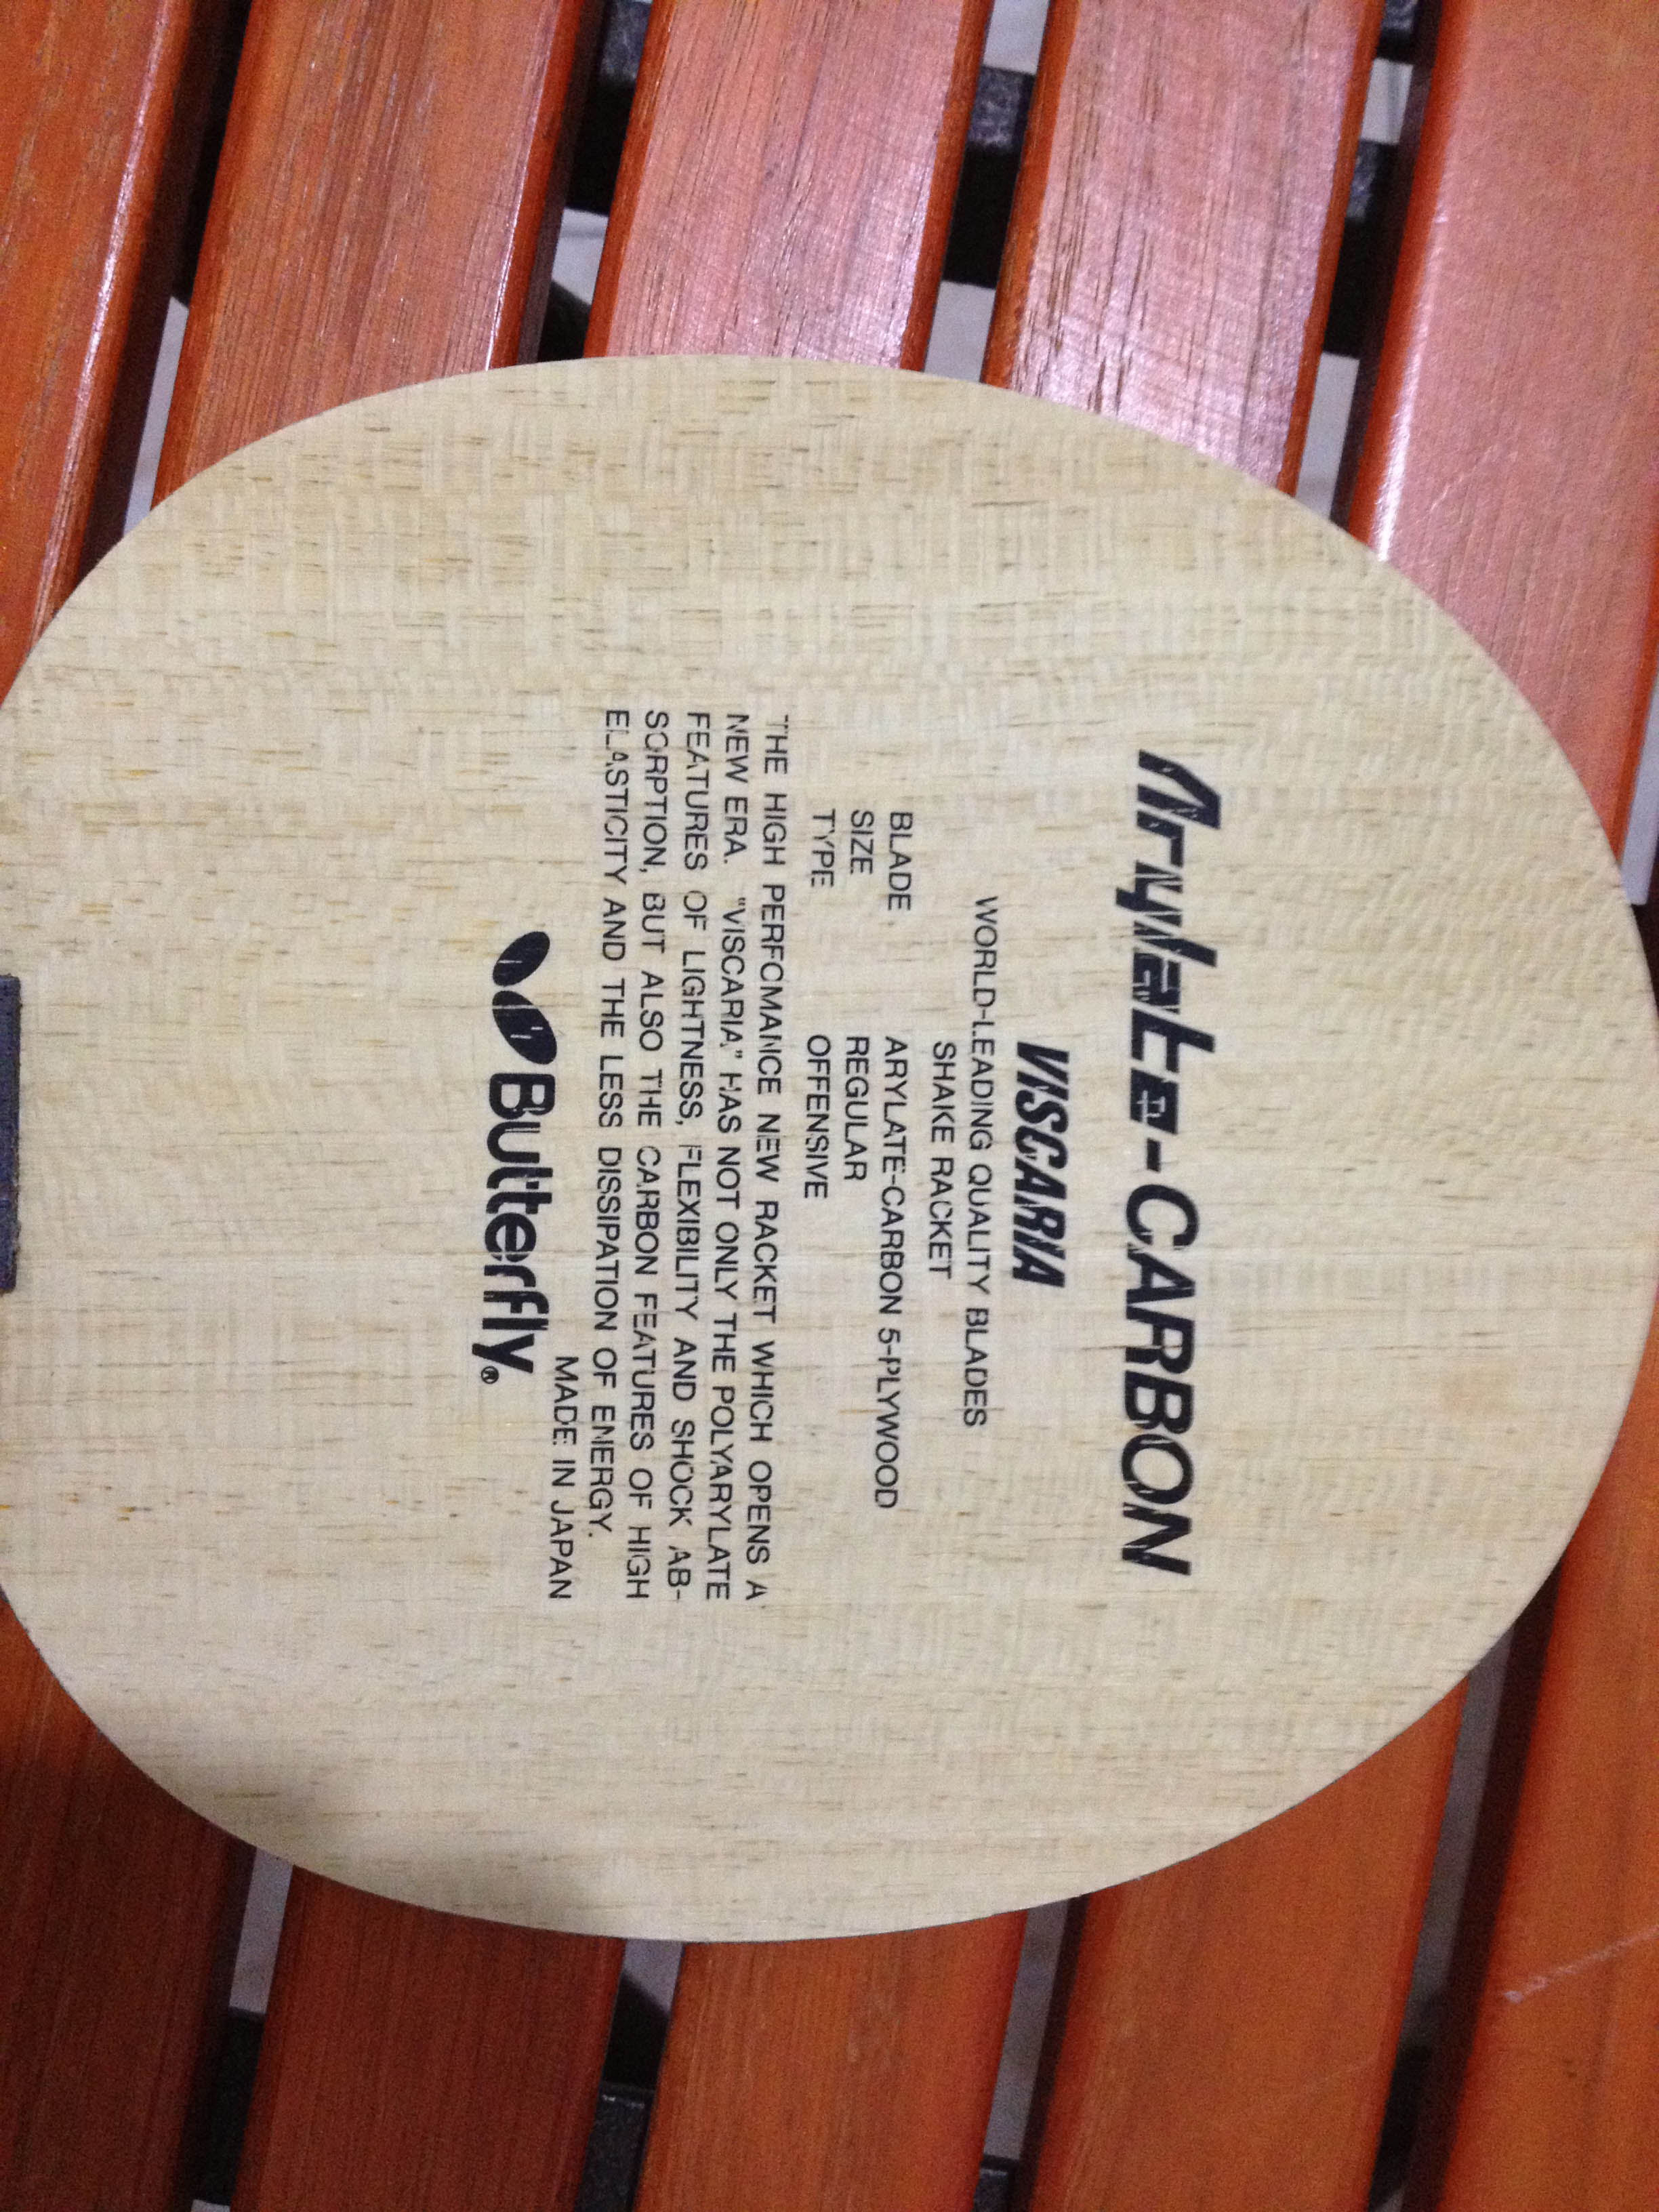 Arylate-CARBON
VISCARIA
WORLD-LEADING QUALITY BLADES
SHAKE RACKET
BLADE ARYLATE-CARBON 5-PLYWOOD
SIZE REGULAR
TYPE OFFENSIVE
THE HIGH PERFOMANCE NEW RACKET WHICH OPENS A
NEW ERA. "VISCARIA" HAS NOT ONLY THE POLYARYLATE
FEATURES OF LIGHTNESS, FLEXIBILITY AND SHOCK AB-
SORPTION, BUT ALSO THE CARBON FEATURES OF HIGH
ELASTICITY AND THE LESS DISSIPATION OF ENERGY.
MADE IN JAPAN
Butterfly®